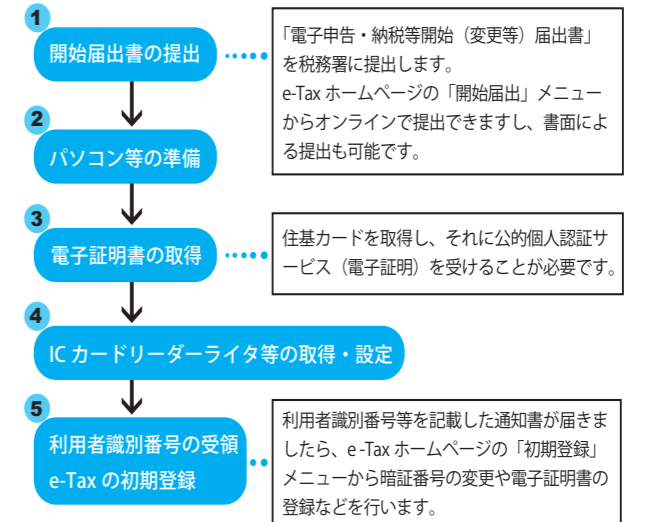 1
開始届出書の提出
「電子申告・納税等開始（変更等）届出書」
を税務署に提出します。
e-Tax ホームページの「開始届出」メニュー
からオンラインで提出できますし、書面によ
る提出も可能です。
2
パソコン等の準備
3
電子証明書の取得
住基カードを取得し、それに公的個人認証サ
ービス（電子証明）を受けることが必要です。
4
IC カードリーダーライタ等の取得・設定
5
利用者識別番号の受領
e-Tax の初期登録
利用者識別番号等を記載した通知書が届きま
したら、e -Tax ホームページの「初期登録」
メニューから暗証番号の変更や電子証明書の
登録などを行います。